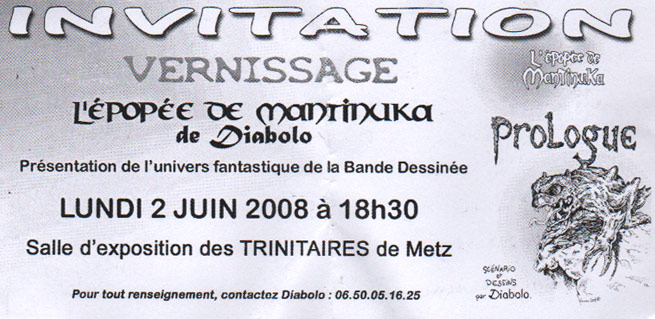 INVITATION
VERNISSAGE
L'ÉPOPÉE DE MANTINUKA
de Diabolo
Présentation de l'univers fantastique de la Bande Dessinée
LUNDI 2 JUIN 2008 à 18h30
Salle d'exposition des TRINITAIRES de Metz
Pour tout renseignement, contactez Diabolo : 06.50.05.16.25
L'ÉPOPÉE DE
MANTINUKA
PROLOGUE
SCÉNARIO
ET
DESSINS
par Diabolo.